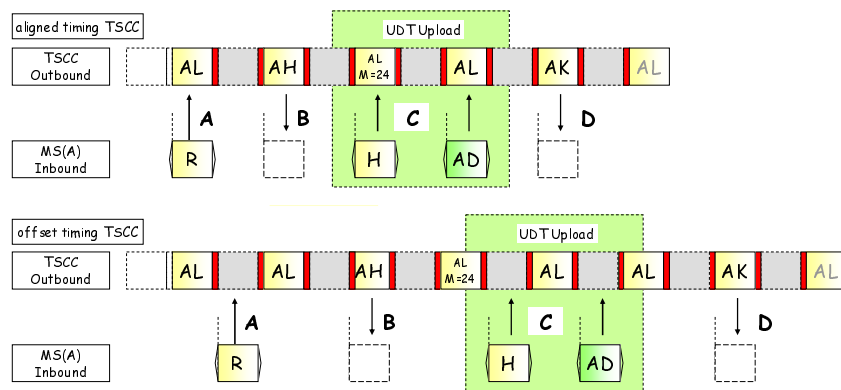 aligned timing TSCC
UDT Upload
TSCC Outbound
AL
AH
AL M=24
AL
AK
AL
A
B
C
D
MS(A) Inbound
R
H
AD
offset timing TSCC
UDT Upload
TSCC Outbound
AL
AL
AH
AL M=24
AL
AL
AK
AL
A
B
C
D
MS(A) Inbound
R
H
AD